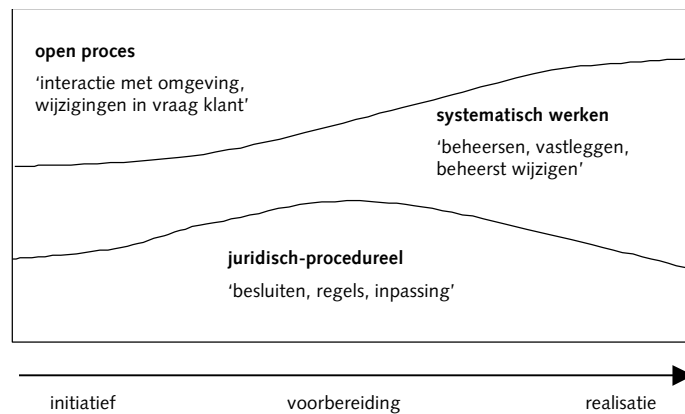 open proces
‘interactie met omgeving,
wijzigingen in vraag klant’
systematisch werken
‘beheersen, vastleggen,
beheerst wijzigen’
juridisch-procedureel
‘besluiten, regels, inpassing’
initiatief
voorbereiding
realisatie